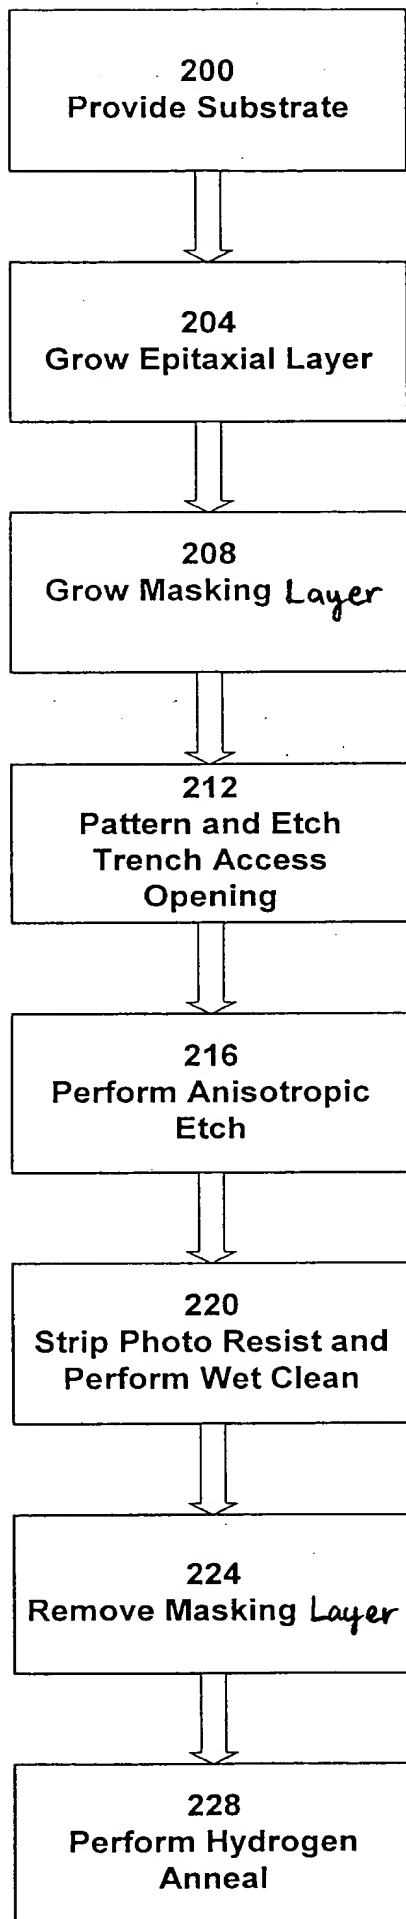 200
Provide Substrate
204
Grow Epitaxial Layer
208
Grow Masking Layer
212
Pattern and Etch
Trench Access
Opening
216
Perform Anisotropic
Etch
220
Strip Photo Resist and
Perform Wet Clean
224
Remove Masking Layer
228
Perform Hydrogen
Anneal